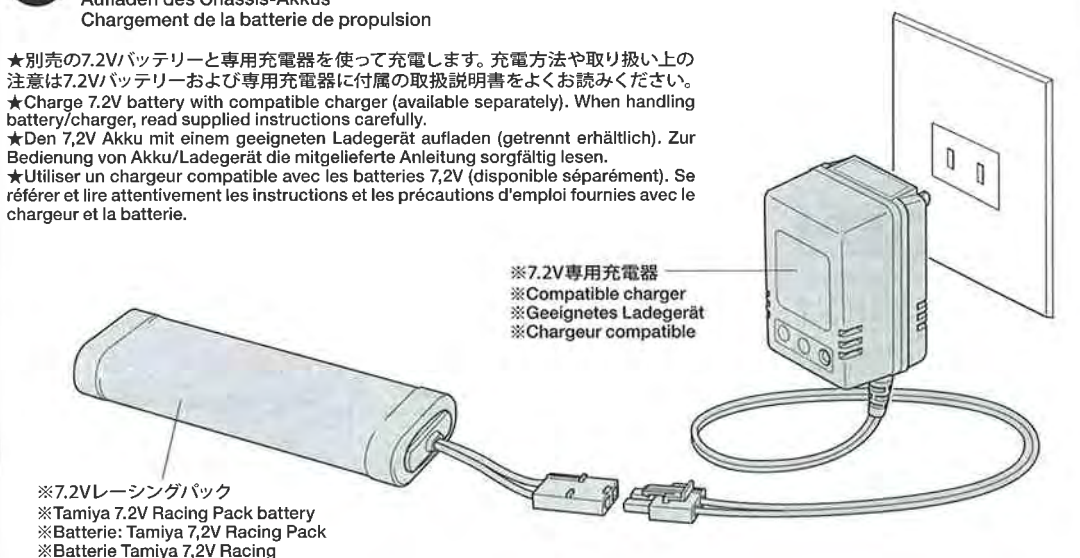 Aufladen des Chassis-Akkus
Chargement de la batterie de propulsion
★別売の7.2Vバッテリーと専用充電器を使って充電します。充電方法や取り扱い上の
注意は7.2Vバッテリーおよび専用充電器に付属の取扱説明書をよくお読みください。
★Charge 7.2V battery with compatible charger (available separately). When handling
battery/charger, read supplied instructions carefully.
★Den 7,2V Akku mit einem geeigneten Ladegerät aufladen (getrennt erhältlich). Zur
Bedienung von Akku/Ladegerät die mitgelieferte Anleitung sorgfältig lesen.
★Utiliser un chargeur compatible avec les batteries 7,2V (disponible séparément). Se
référer et lire attentivement les instructions et les précautions d'emploi fournies avec le
chargeur et la batterie.
※7.2V専用充電器
※Compatible charger
※Geeignetes Ladegerät
※Chargeur compatible
※7.2Vレーシングパック
※Tamiya 7.2V Racing Pack battery
※Batterie: Tamiya 7,2V Racing Pack
※Batterie Tamiya 7,2V Racing